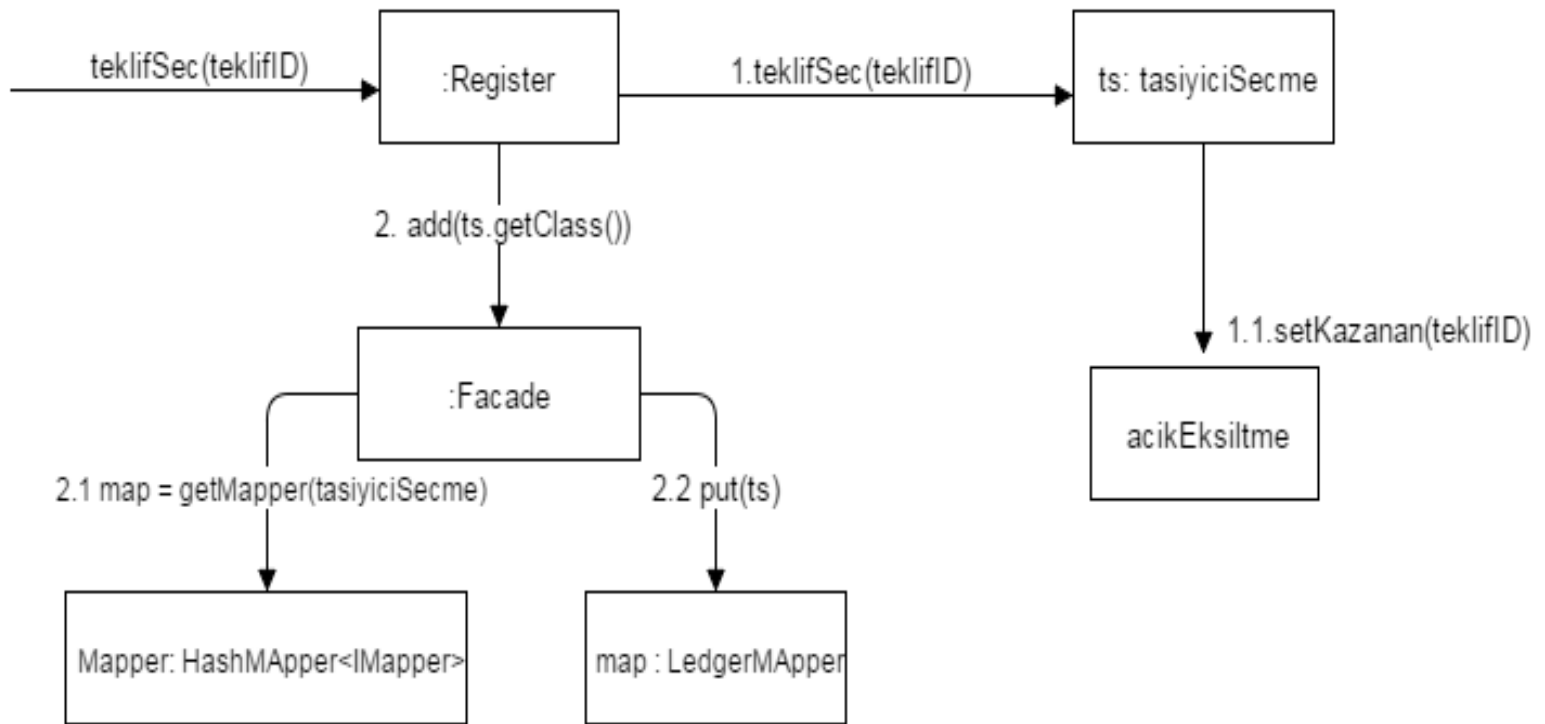 teklifSec(teklifID)
:Register
1.teklifSec(teklifID)
ts: tasiyiciSecme
2. add(ts.getClass())
1.1.setKazanan(teklifID)
:Facade
acikEksiltme
2.1 map = getMapper(tasiyiciSecme)
2.2 put(ts)
Mapper: HashMApper<IMapper>
map : LedgerMApper